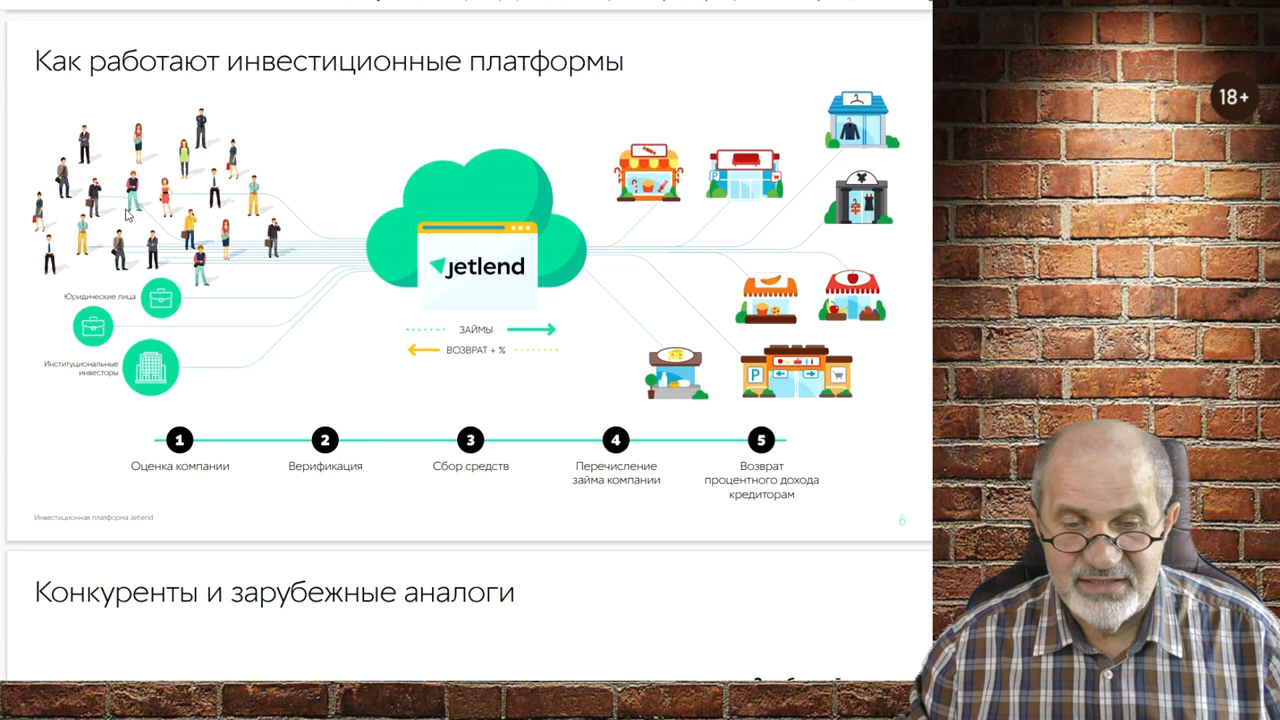 Как работают инвестиционные платформы
18+
Юридические лица
Институциональные
инвесторы
jetlend
ЗАЙМЫ
ВОЗВРАТ + %
P
P
1
2
3
4
5
Оценка компании
Верификация
Сбор средств
Перечисление
займа компании
Возврат
процентного дохода
кредиторам
Инвестиционная платформа Jetlend
6
Конкуренты и зарубежные аналоги